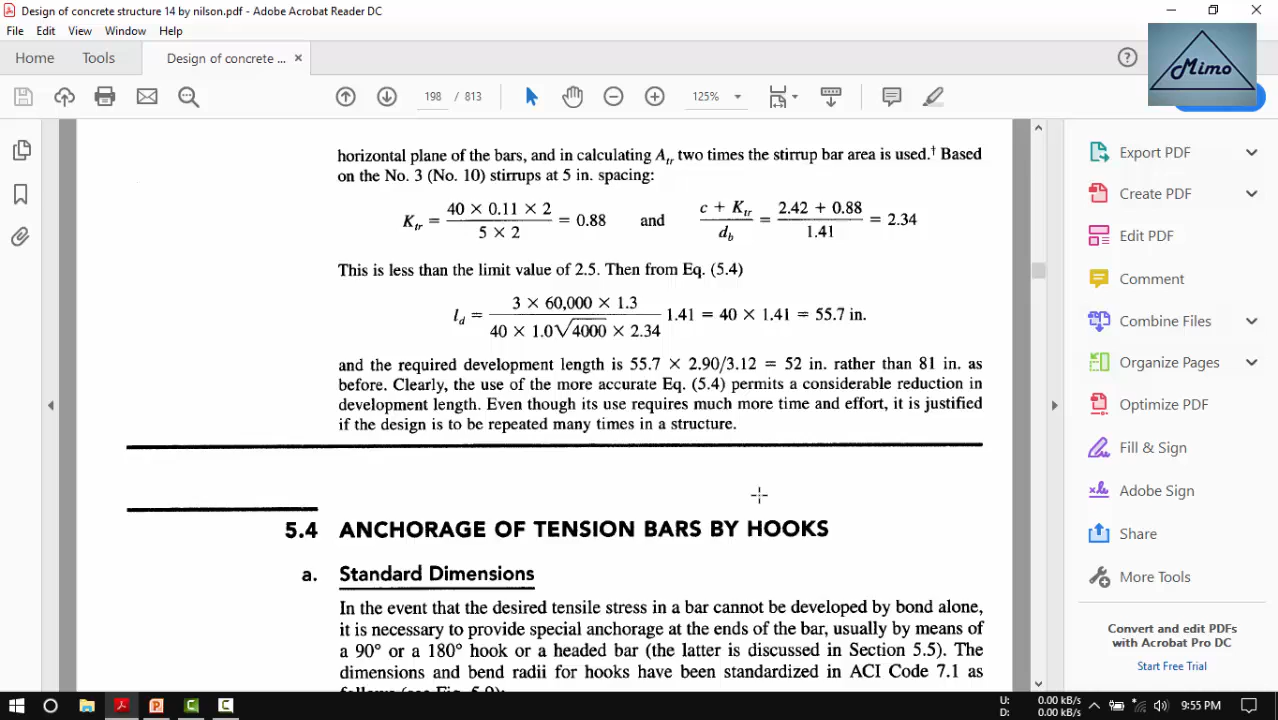 Design of concrete structure 14 by nilson.pdf - Adobe Acrobat Reader DC
File Edit View Window Help
Home Tools Design of concrete ... ×
Mimo
198 / 813 125%
horizontal plane of the bars, and in calculating Atr two times the stirrup bar area is used.† Based
on the No. 3 (No. 10) stirrups at 5 in. spacing:
Ktr = 40 × 0.11 × 2 / 5 × 2 = 0.88 and c + Ktr / db = 2.42 + 0.88 / 1.41 = 2.34
This is less than the limit value of 2.5. Then from Eq. (5.4)
ld = 3 × 60,000 × 1.3 / 40 × 1.0√4000 × 2.34 1.41 = 40 × 1.41 = 55.7 in.
and the required development length is 55.7 × 2.90/3.12 = 52 in. rather than 81 in. as
before. Clearly, the use of the more accurate Eq. (5.4) permits a considerable reduction in
development length. Even though its use requires much more time and effort, it is justified
if the design is to be repeated many times in a structure.
5.4 ANCHORAGE OF TENSION BARS BY HOOKS
a. Standard Dimensions
In the event that the desired tensile stress in a bar cannot be developed by bond alone,
it is necessary to provide special anchorage at the ends of the bar, usually by means of
a 90° or a 180° hook or a headed bar (the latter is discussed in Section 5.5). The
dimensions and bend radii for hooks have been standardized in ACI Code 7.1 as
follows (see Fig. 5.9):
Export PDF
Create PDF
Edit PDF
Comment
Combine Files
Organize Pages
Optimize PDF
Fill & Sign
Adobe Sign
Share
More Tools
Convert and edit PDFs
with Acrobat Pro DC
Start Free Trial
U: 0.00 kB/s
D: 0.00 kB/s
9:55 PM